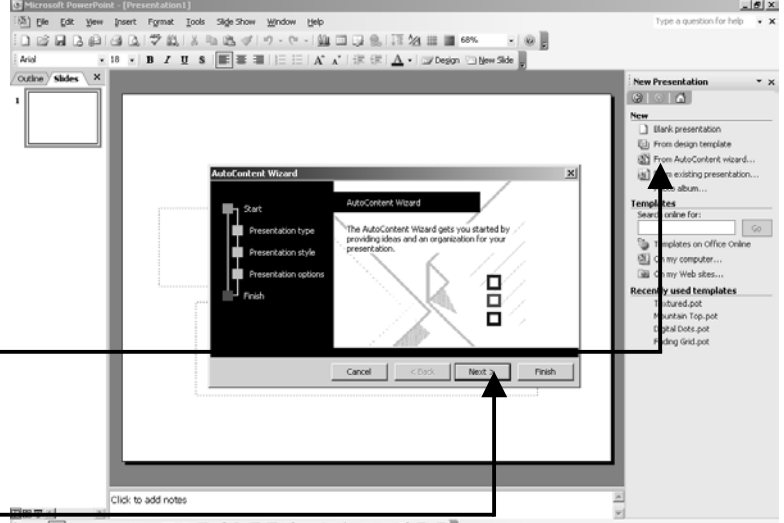 Microsoft PowerPoint - [Presentation1]
File Edit View Insert Format Tools Slide Show Window Help
Type a question for help
68%
Arial 18 B I U S A A A Design New Slide
Outline Slides
1
New Presentation
New
Blank presentation
From design template
From AutoContent wizard...
existing presentation...
album...
Templates
Search online for:
Go
Templates on Office Online
On my computer...
On my Web sites...
Recently used templates
Textured.pot
Mountain Top.pot
Digital Dots.pot
Fading Grid.pot
AutoContent Wizard
Start
Presentation type
Presentation style
Presentation options
Finish
AutoContent Wizard
The AutoContent Wizard gets you started by
providing ideas and an organization for your
presentation.
Cancel < Back Next > Finish
Click to add notes